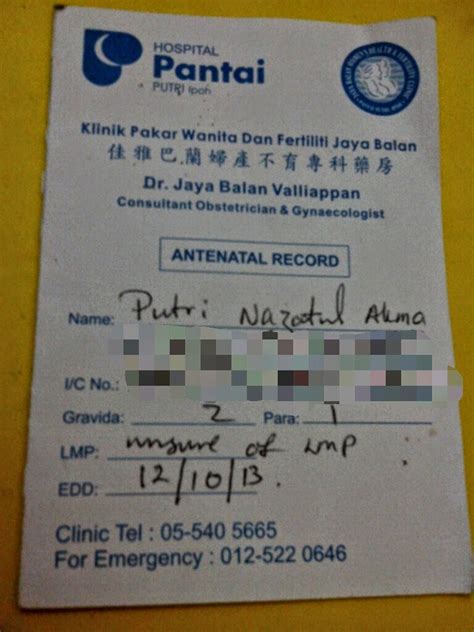 HOSPITAL
Pantai
PUTRI Ipoh
Klinik Pakar Wanita Dan Fertiliti Jaya Balan
佳雅巴蘭婦產不育專科藥房
Dr. Jaya Balan Valliappan
Consultant Obstetrician & Gynaecologist
ANTENATAL RECORD
Name: Putri Nazatul Akma
I/C No.:
Gravida: 2 Para: 1
LMP: unsure of LMP
EDD: 12/10/13.
Clinic Tel : 05-540 5665
For Emergency : 012-522 0646